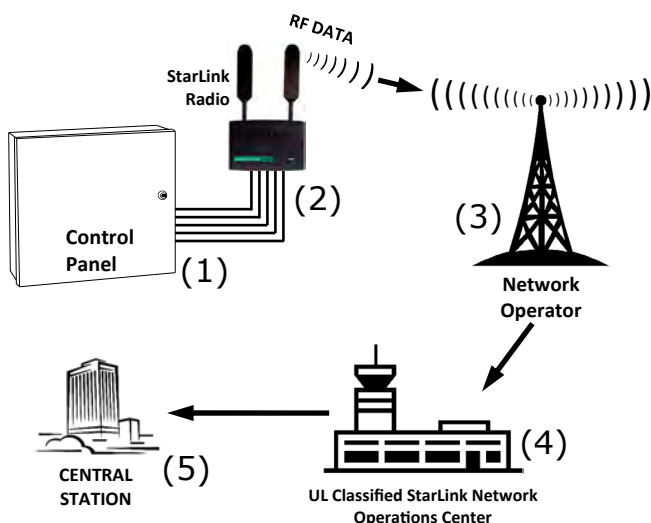 RF DATA
StarLink
Radio
(2)
Control
Panel
(1)
(3)
Network
Operator
(4)
UL Classified StarLink Network
Operations Center
(5)
CENTRAL
STATION